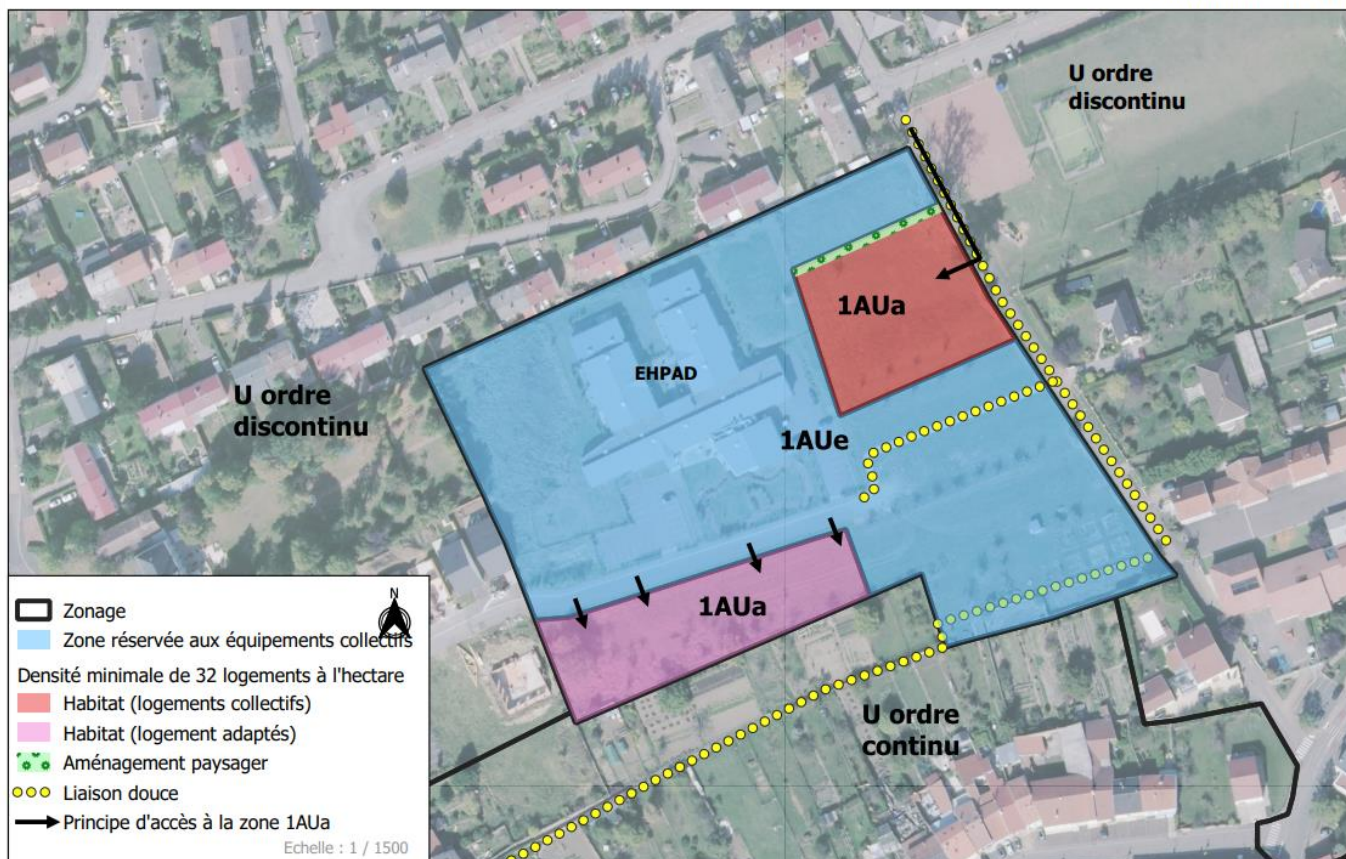 U ordre
discontinu
1AUa
EHPAD
U ordre
discontinu
1AUe
1AUa
U ordre
continu
N
Zonage
Zone réservée aux équipements collectifs
Densité minimale de 32 logements à l'hectare
Habitat (logements collectifs)
Habitat (logement adaptés)
Aménagement paysager
Liaison douce
Principe d'accès à la zone 1AUa
Echelle : 1 / 1500